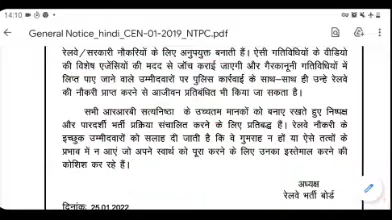 14:10
General Notice_hindi_CEN-01-2019_NTPC.pdf
रेलवे/सरकारी नौकरियों के लिए अनुपयुक्त बनाती हैं। ऐसी गतिविधियों के वीडियो
की विशेष एजेंसियों की मदद से जाँच कराई जाएगी और गैरकानूनी गतिविधियों में
लिप्त पाए जाने वाले उम्मीदवारों पर पुलिस कार्रवाई के साथ-साथ ही उन्हे रेलवे
की नौकरी प्राप्त करने से आजीवन प्रतिबंधित भी किया जा सकता है।
सभी आरआरबी सत्यनिष्ठा के उच्चतम मानकों को बनाए रखते हुए निष्पक्ष
और पारदर्शी भर्ती प्रक्रिया संचालित करने के लिए प्रतिबद्ध हैं। रेलवे नौकरी के
इच्छुक उम्मीदवारों को सलाह दी जाती है कि वे गुमराह न हों या ऐसे तत्वों के
प्रभाव में न आएं जो अपने स्वार्थ को पूरा करने के लिए उनका इस्तेमाल करने की
कोशिश कर रहे हैं।
अध्यक्ष
रेलवे भर्ती बोर्ड
दिनांक: 25.01.2022